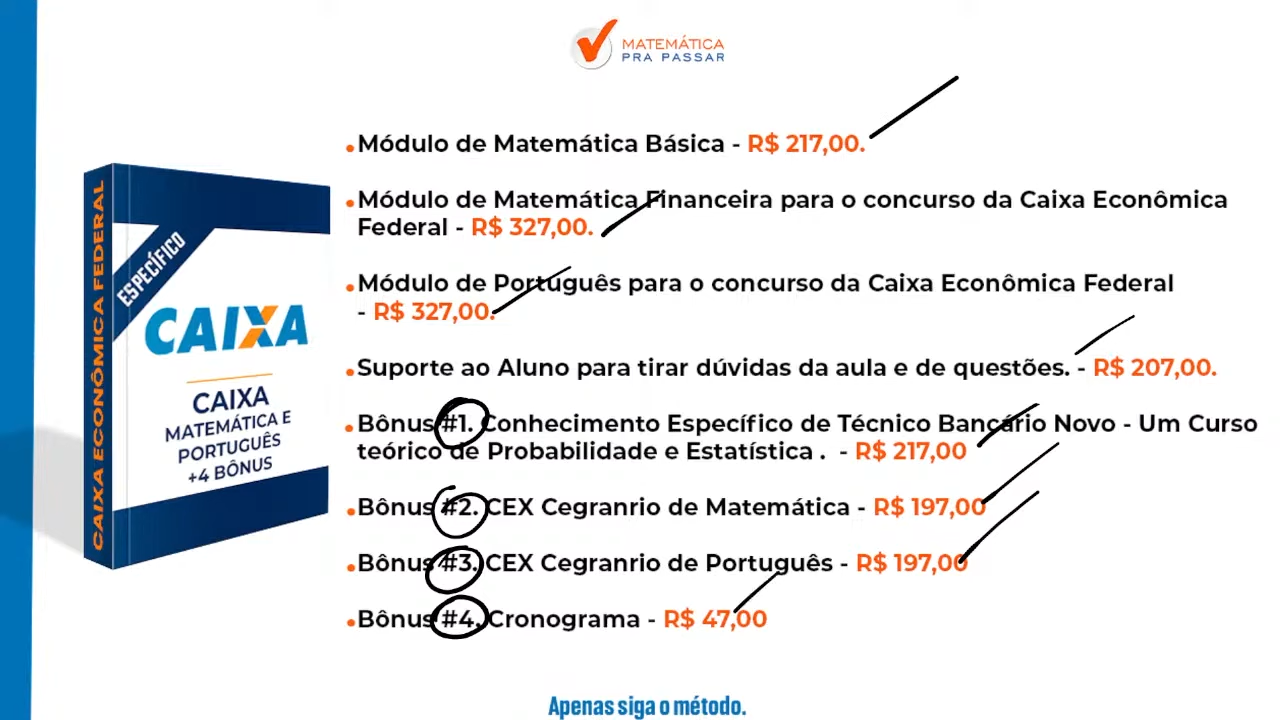 MATEMÁTICA
PRA PASSAR
•Módulo de Matemática Básica - R$ 217,00.
•Módulo de Matemática Financeira para o concurso da Caixa Econômica
Federal - R$ 327,00.
•Módulo de Português para o concurso da Caixa Econômica Federal
- R$ 327,00.
•Suporte ao Aluno para tirar dúvidas da aula e de questões. - R$ 207,00.
•Bônus #1. Conhecimento Específico de Técnico Bancário Novo - Um Curso
teórico de Probabilidade e Estatística . - R$ 217,00
•Bônus #2. CEX Cegranrio de Matemática - R$ 197,00
•Bônus #3. CEX Cegranrio de Português - R$ 197,00
•Bônus #4. Cronograma - R$ 47,00
CAIXA ECONÔMICA FEDERAL
ESPECÍFICO
CAIXA
CAIXA
MATEMÁTICA E
PORTUGUÊS
+4 BÔNUS
Apenas siga o método.